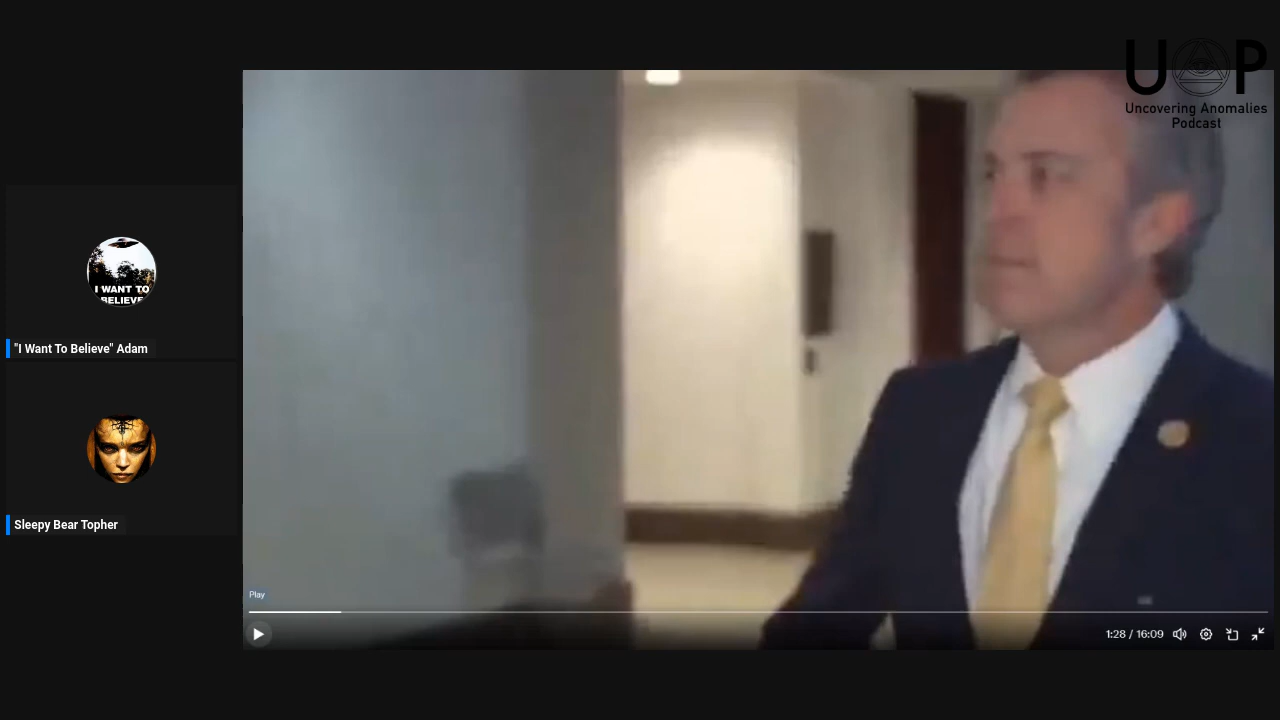 UAP
Uncovering Anomalies
Podcast
I WANT TO
BELIEVE
"I Want To Believe" Adam
Sleepy Bear Topher
Play
1:28 / 16:09